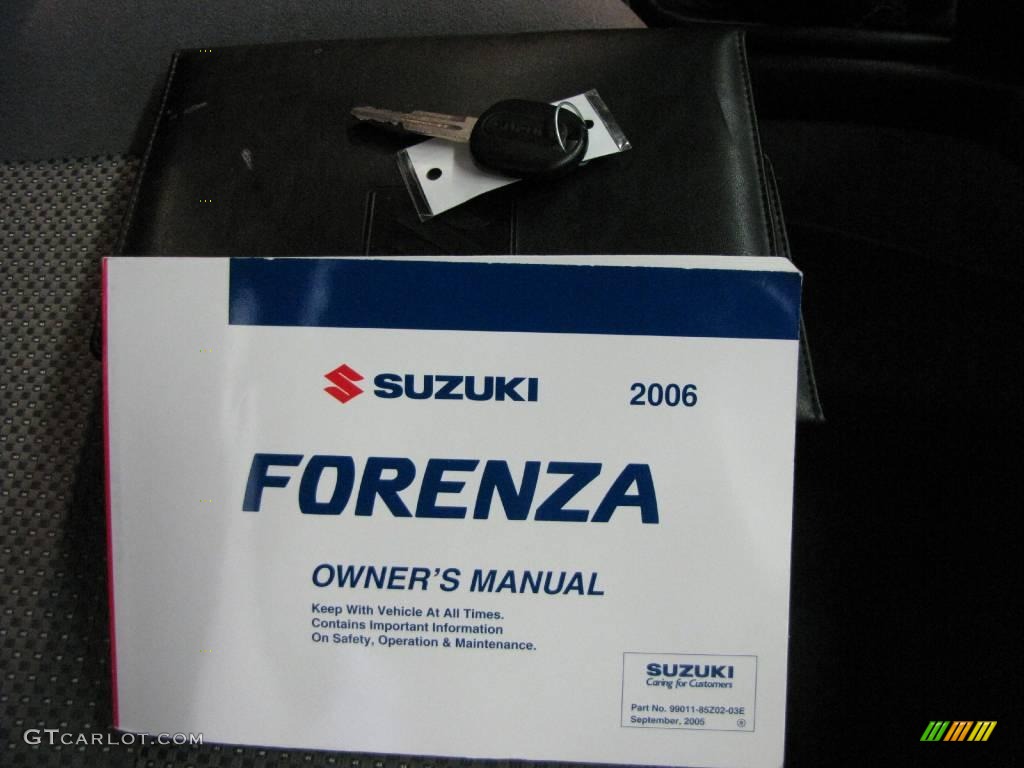 SUZUKI 2006
FORENZA
OWNER'S MANUAL
Keep With Vehicle At All Times.
Contains Important Information
On Safety, Operation & Maintenance.
SUZUKI
Caring for Customers
Part No. 99011-85Z02-03E
September, 2005
GTCARLOT.COM